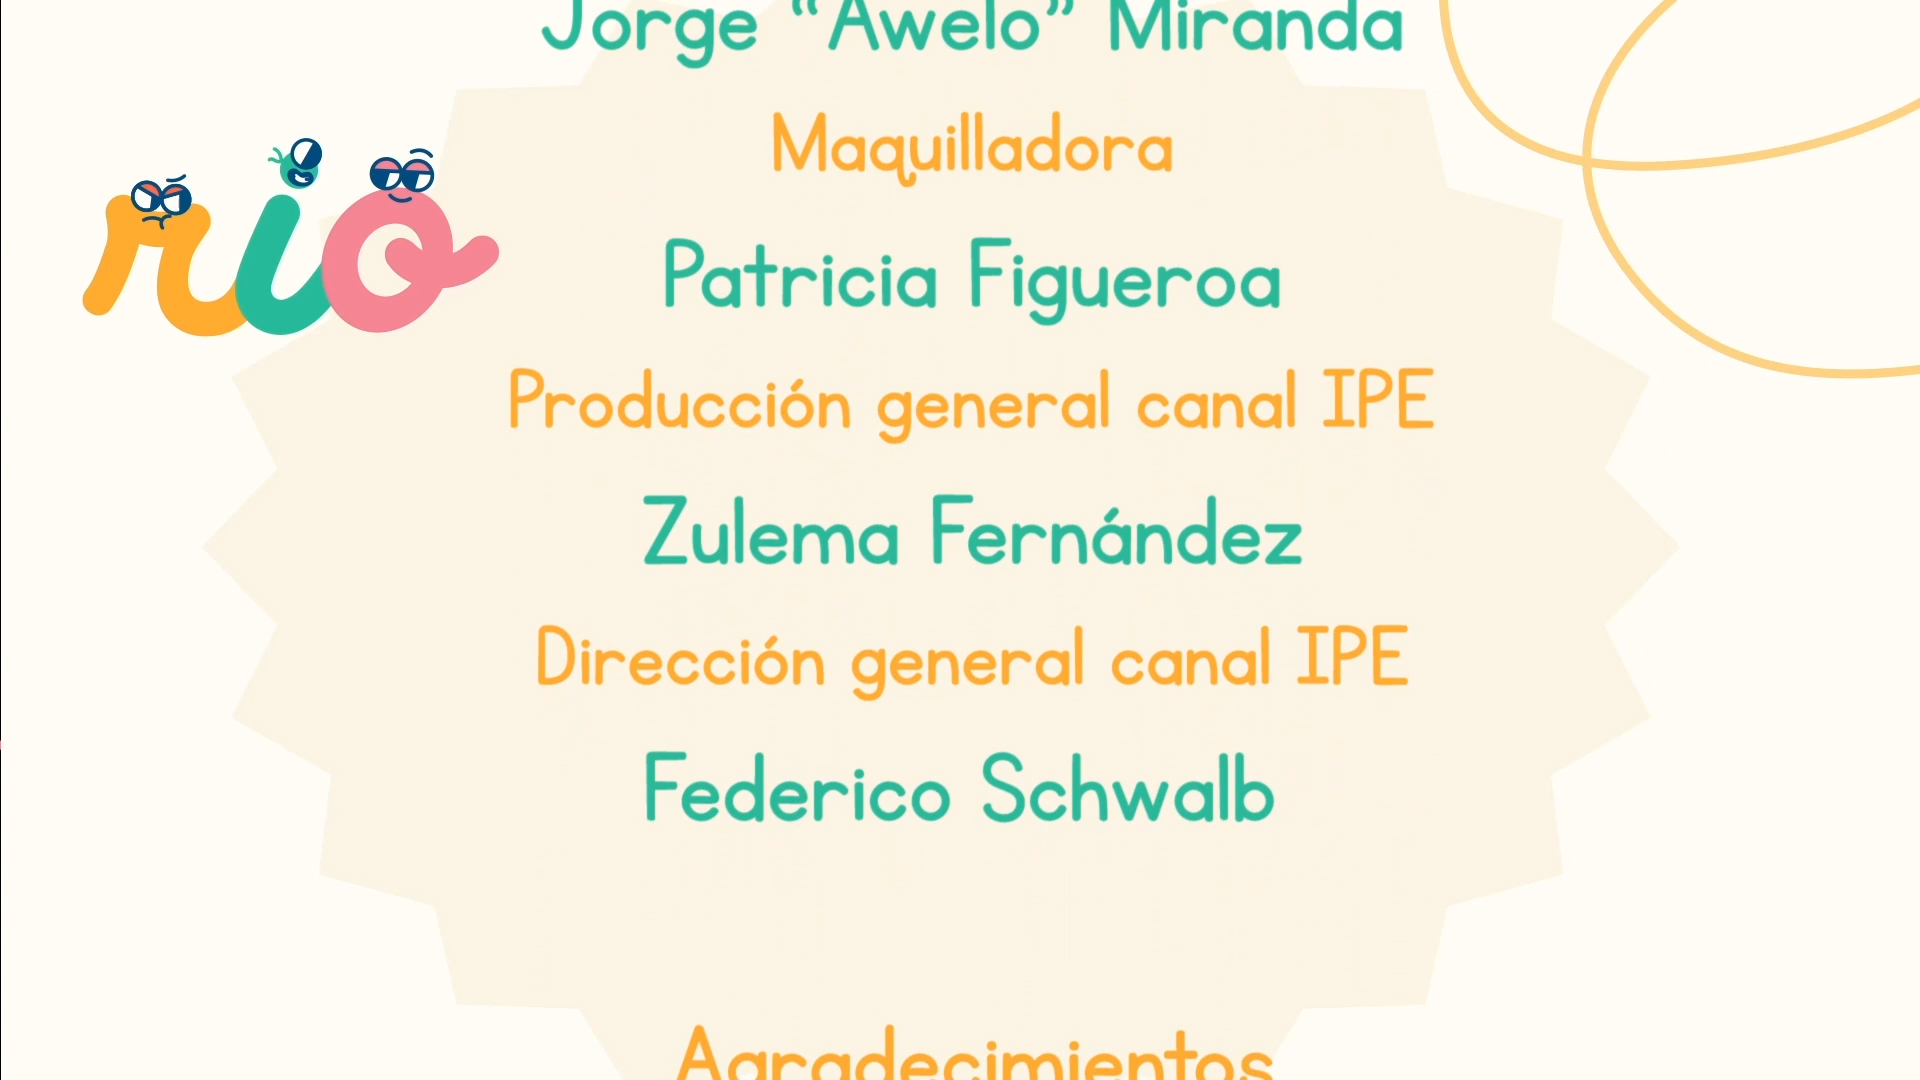 Jorge “Awelo” Miranda
Maquilladora
rio
Patricia Figueroa
Producción general canal IPE
Zulema Fernández
Dirección general canal IPE
Federico Schwalb
Agradecimientos